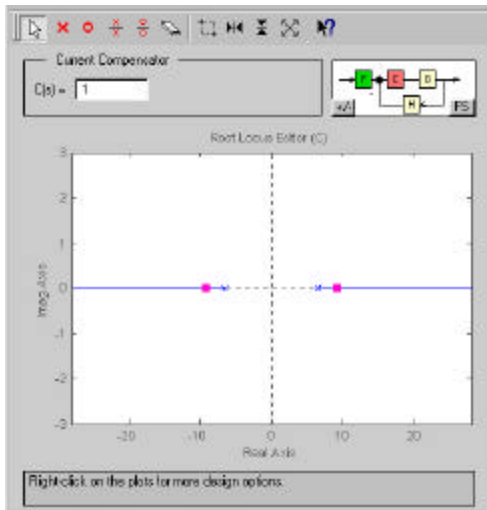 Current Compensator
C(s) =
1
F
C
G
H
+/-
FS
Root Locus Editor (C)
3
2
1
0
-1
-2
-3
Imag Axis
-20
-10
0
10
20
Real Axis
Right-click on the plots for more design options.